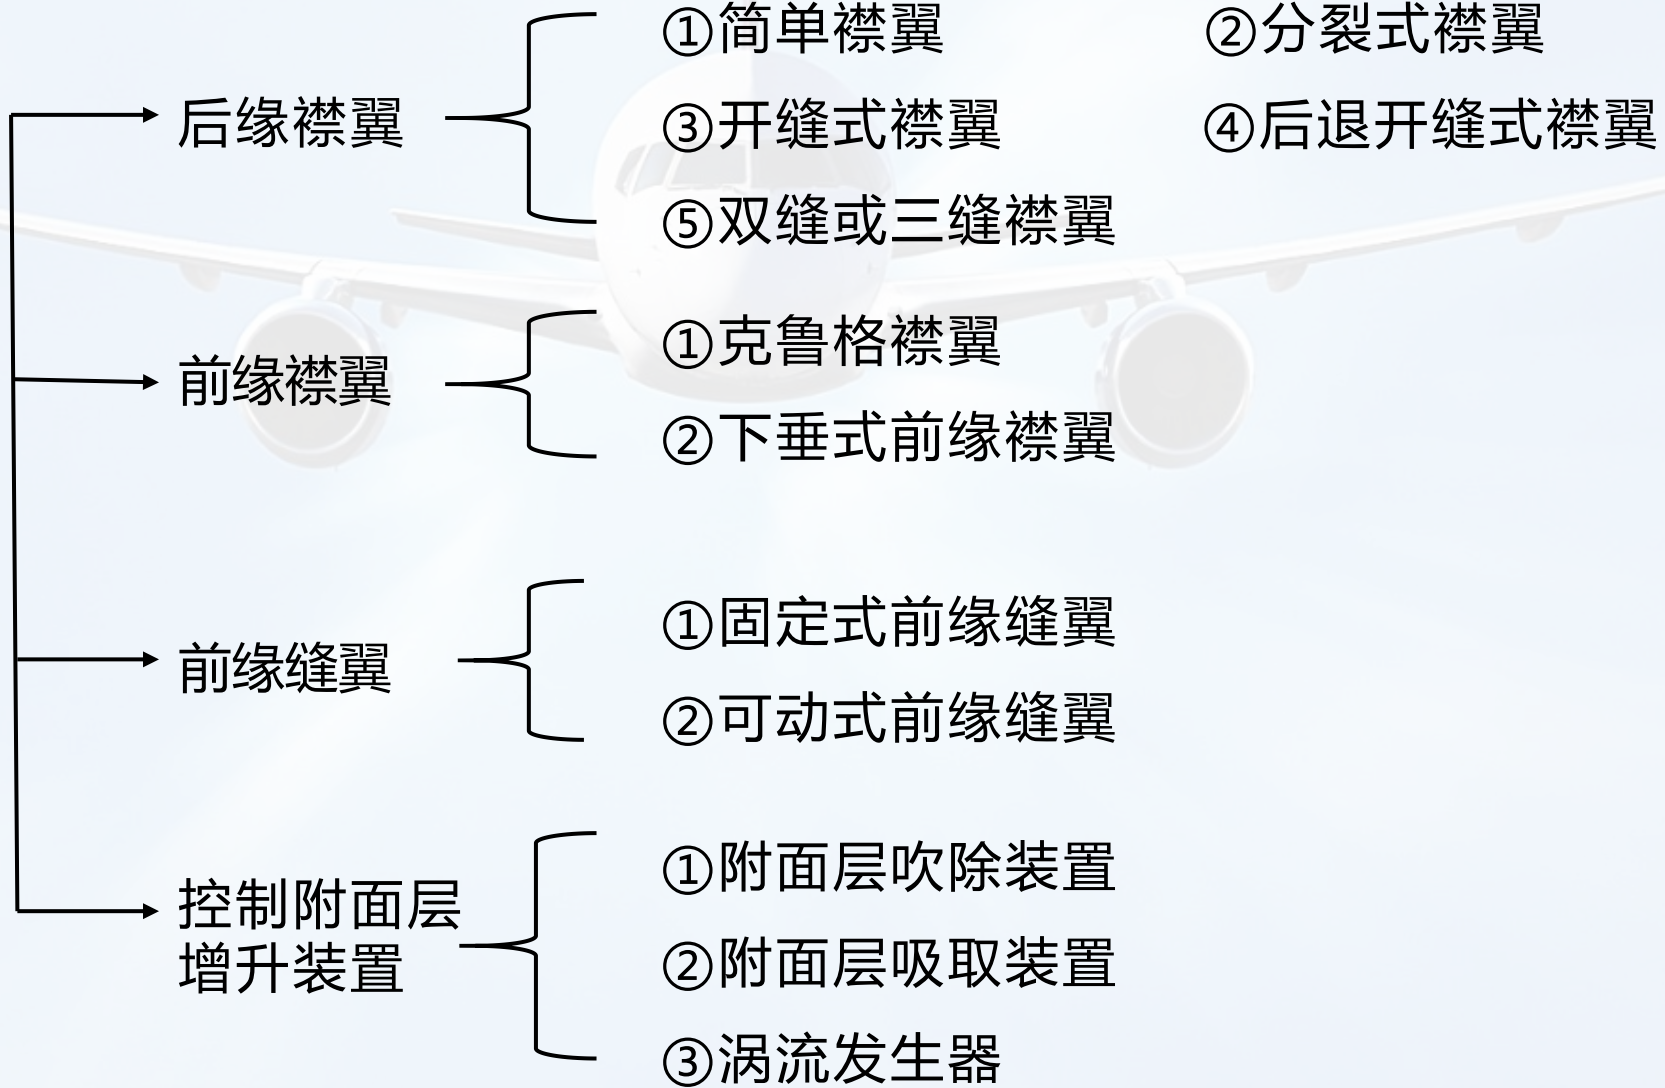 ①简单襟翼 ②分裂式襟翼
后缘襟翼
③开缝式襟翼 ④后退开缝式襟翼
⑤双缝或三缝襟翼
①克鲁格襟翼
前缘襟翼
②下垂式前缘襟翼
①固定式前缘缝翼
前缘缝翼
②可动式前缘缝翼
①附面层吹除装置
控制附面层
增升装置
②附面层吸取装置
③涡流发生器